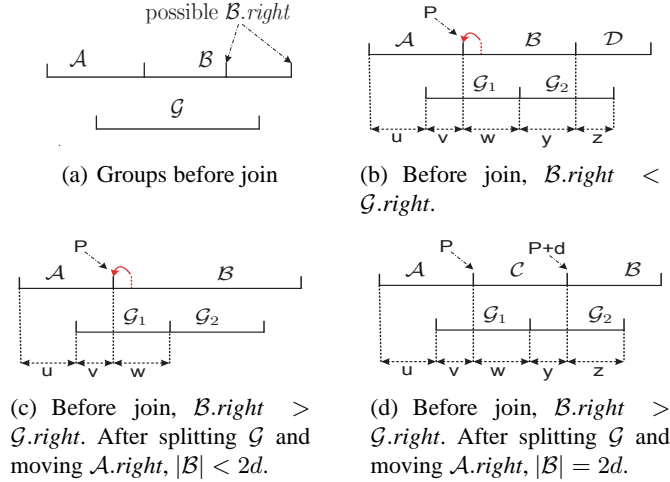 possible B.right
A B
G
(a) Groups before join
P
A B D
G1 G2
u v w y z
(b) Before join, B.right <
G.right.
P
A B
G1 G2
u v w
(c) Before join, B.right >
G.right. After splitting G and
moving A.right, |B| < 2d.
P P+d
A C B
G1 G2
u v w y z
(d) Before join, B.right >
G.right. After splitting G and
moving A.right, |B| = 2d.